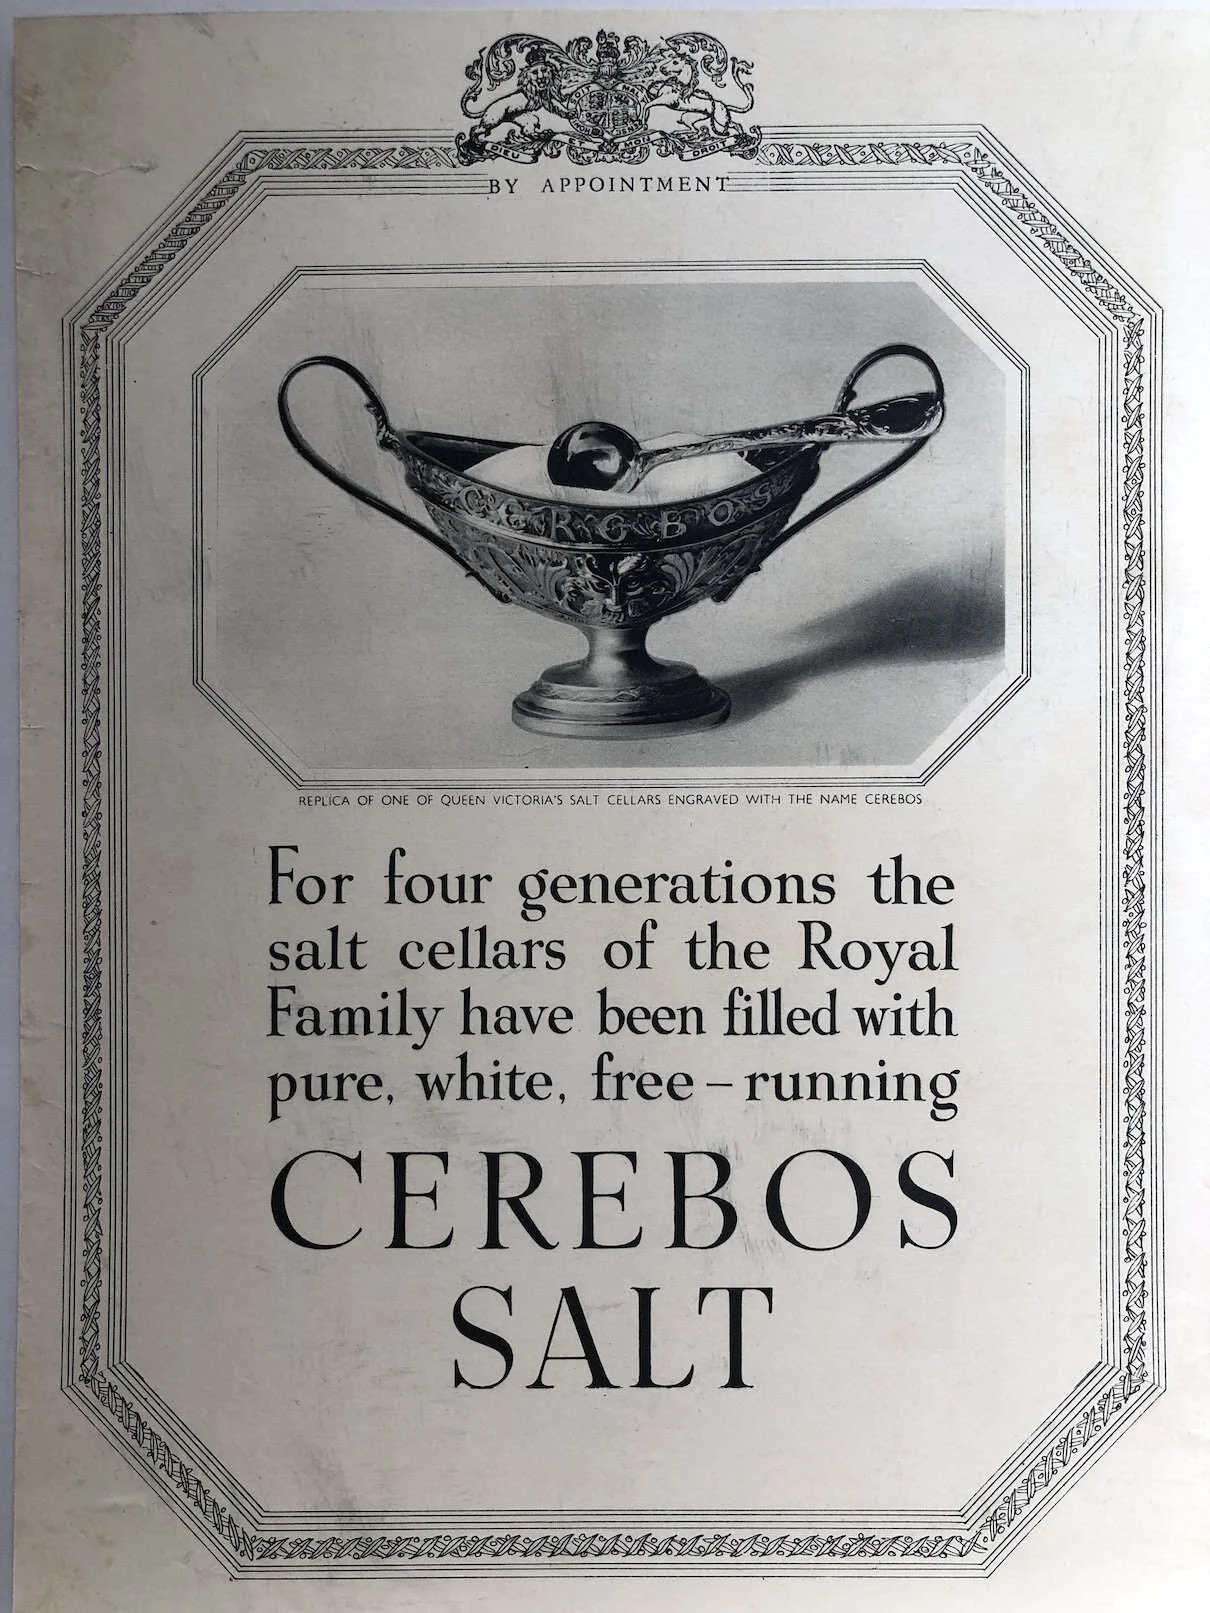 DIEU ET MON DROIT
BY APPOINTMENT
CEREBOS
REPLICA OF ONE OF QUEEN VICTORIA'S SALT CELLARS ENGRAVED WITH THE NAME CEREBOS
For four generations the
salt cellars of the Royal
Family have been filled with
pure, white, free-running
CEREBOS
SALT